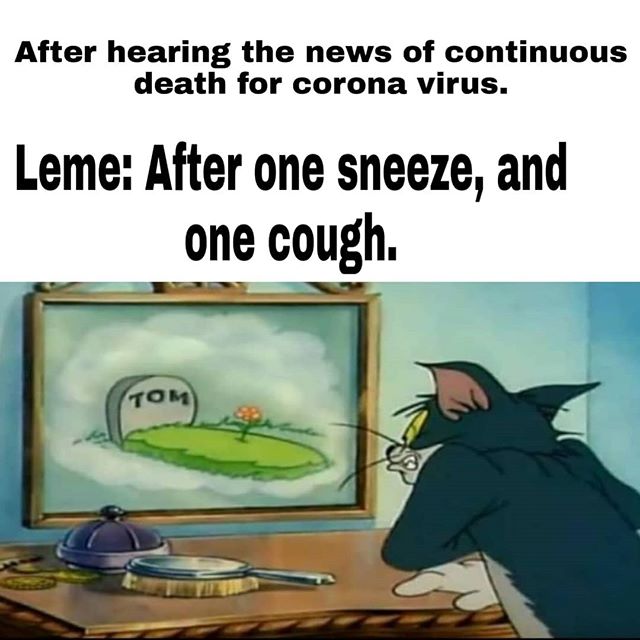 After hearing the news of continuous
death for corona virus.
Leme: After one sneeze, and
one cough.
TOM